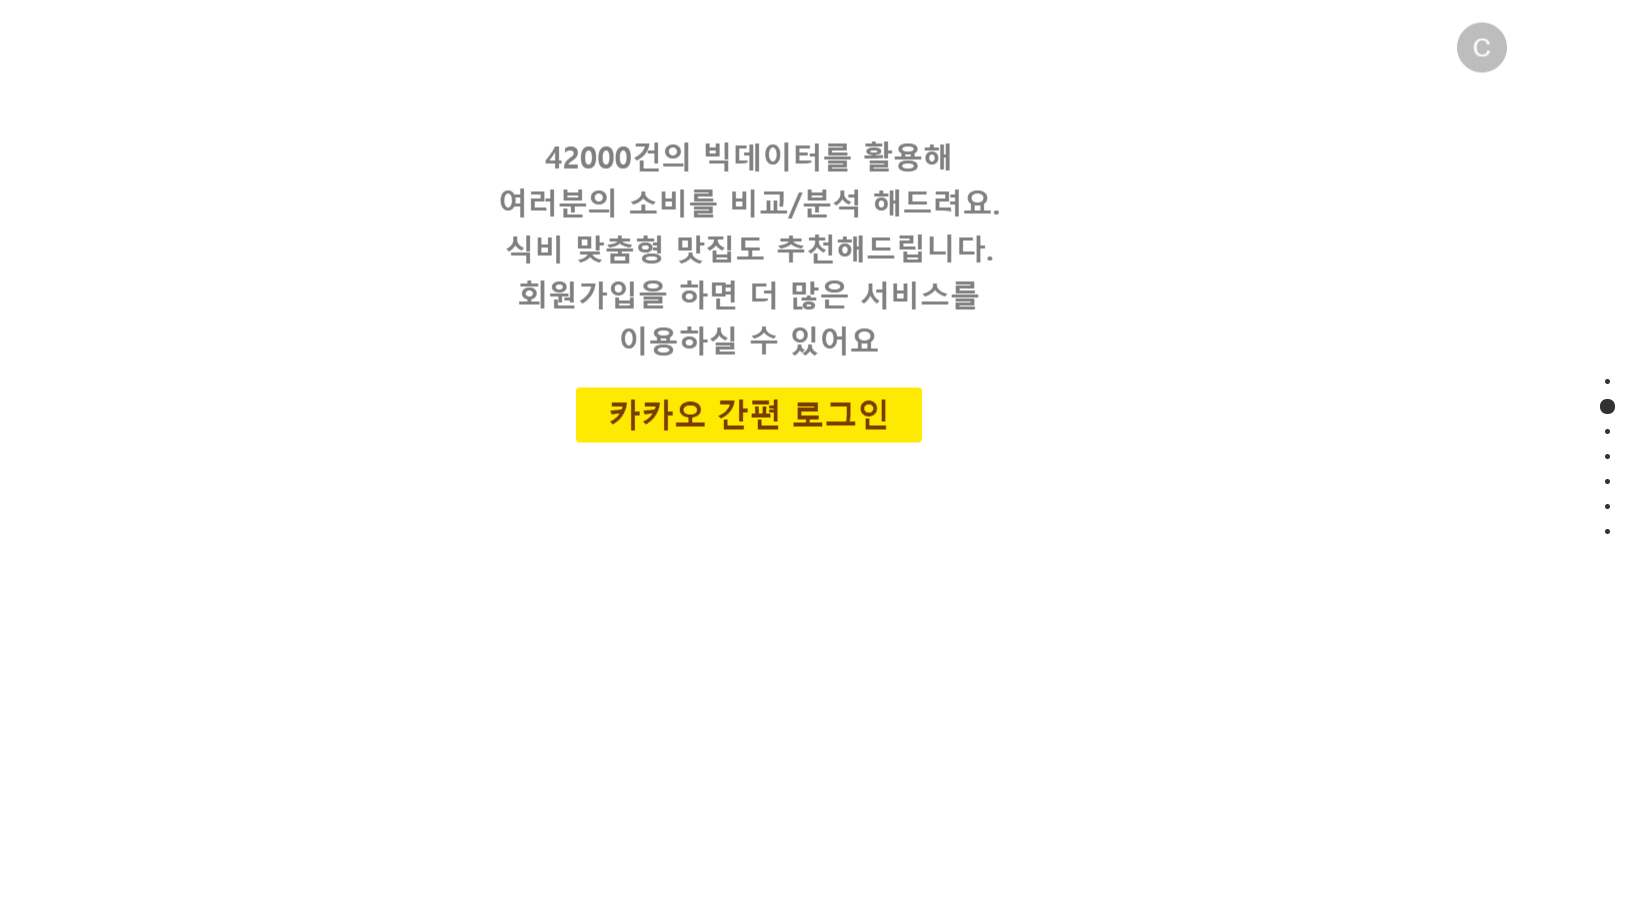 C
42000건의 빅데이터를 활용해
여러분의 소비를 비교/분석 해드려요.
식비 맞춤형 맛집도 추천해드립니다.
회원가입을 하면 더 많은 서비스를
이용하실 수 있어요
카카오 간편 로그인